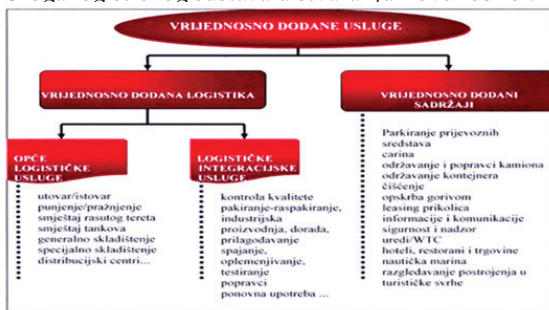 VRIJEDNOSNO DODANE USLUGE
VRIJEDNOSNO DODANA LOGISTIKA
VRIJEDNOSNO DODANI
SADRŽAJI
OPĆE
LOGISTIČKE
USLUGE
utovar/istovar
punjenje/pražnjenje
smještaj rasutog tereta
smještaj tankova
generalno skladištenje
specijalno skladištenje
distribucijski centri...
LOGISTIČKE
INTEGRACIJSKE
USLUGE
kontrola kvalitete
pakiranje-raspakiranje,
industrijska
proizvodnja, dorada,
prilagođavanje
spajanje,
oplemenjivanje,
testiranje
popravci
ponovna upotreba ...
Parkiranje prijevoznih
sredstava
carina
održavanje i popravci kamiona
održavanje kontejnera
čišćenje
opskrba gorivom
leasing prikolica
informacije i komunikacije
sigurnost i nadzor
uredi/WTC
hoteli, restorani i trgovine
nautička marina
razgledavanje postrojenja u
turističke svrhe